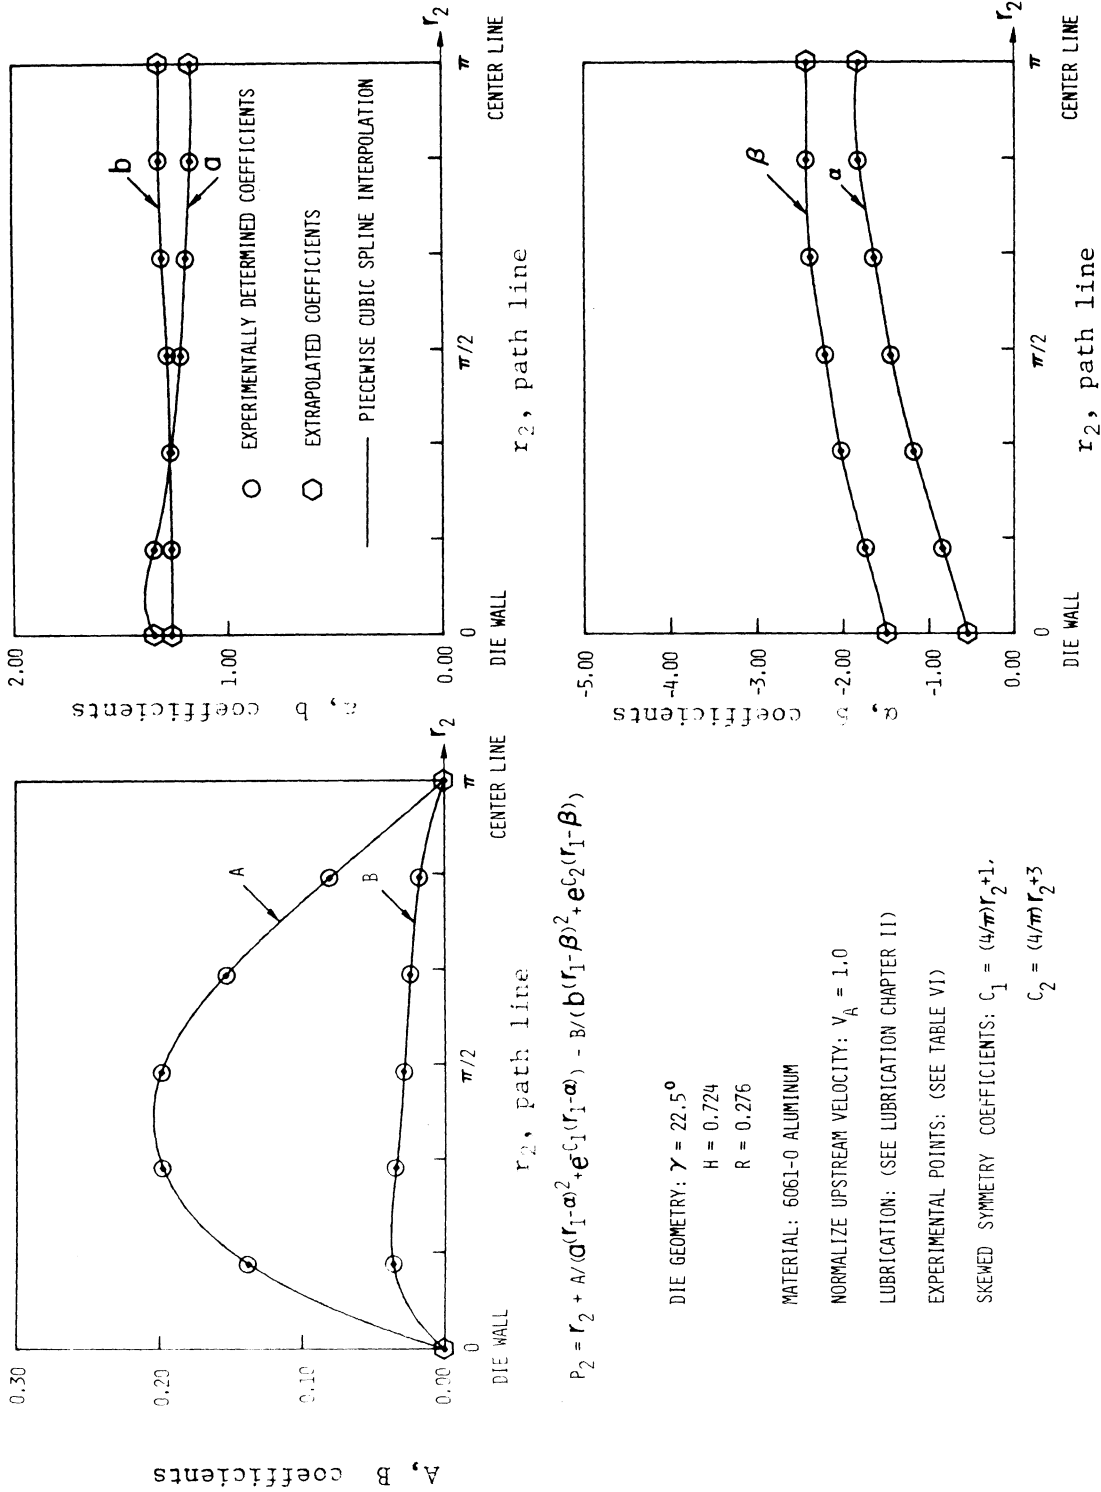 A, B coefficients
0.30
0.20
0.10
0.00
A
B
0
π/2
π
r2
DIE WALL
CENTER LINE
r2, path line
a, b coefficients
2.00
1.00
0.00
b
a
EXPERIMENTALLY DETERMINED COEFFICIENTS
EXTRAPOLATED COEFFICIENTS
PIECEWISE CUBIC SPLINE INTERPOLATION
0
π/2
π
r2
DIE WALL
CENTER LINE
r2, path line
P2 = r2 + A/(a(r1-α)2+e-C1(r1-α)) - B/(b(r1-β)2+eC2(r1-β))
DIE GEOMETRY: γ = 22.5°
H = 0.724
R = 0.276
MATERIAL: 6061-O ALUMINUM
NORMALIZE UPSTREAM VELOCITY: VA = 1.0
LUBRICATION: (SEE LUBRICATION CHAPTER II)
EXPERIMENTAL POINTS: (SEE TABLE VI)
SKEWED SYMMETRY COEFFICIENTS: C1 = (4/π)r2+1,
C2 = (4/π)r2+3
α, β coefficients
-5.00
-4.00
-3.00
-2.00
-1.00
0.00
β
α
0
π/2
π
r2
DIE WALL
CENTER LINE
r2, path line